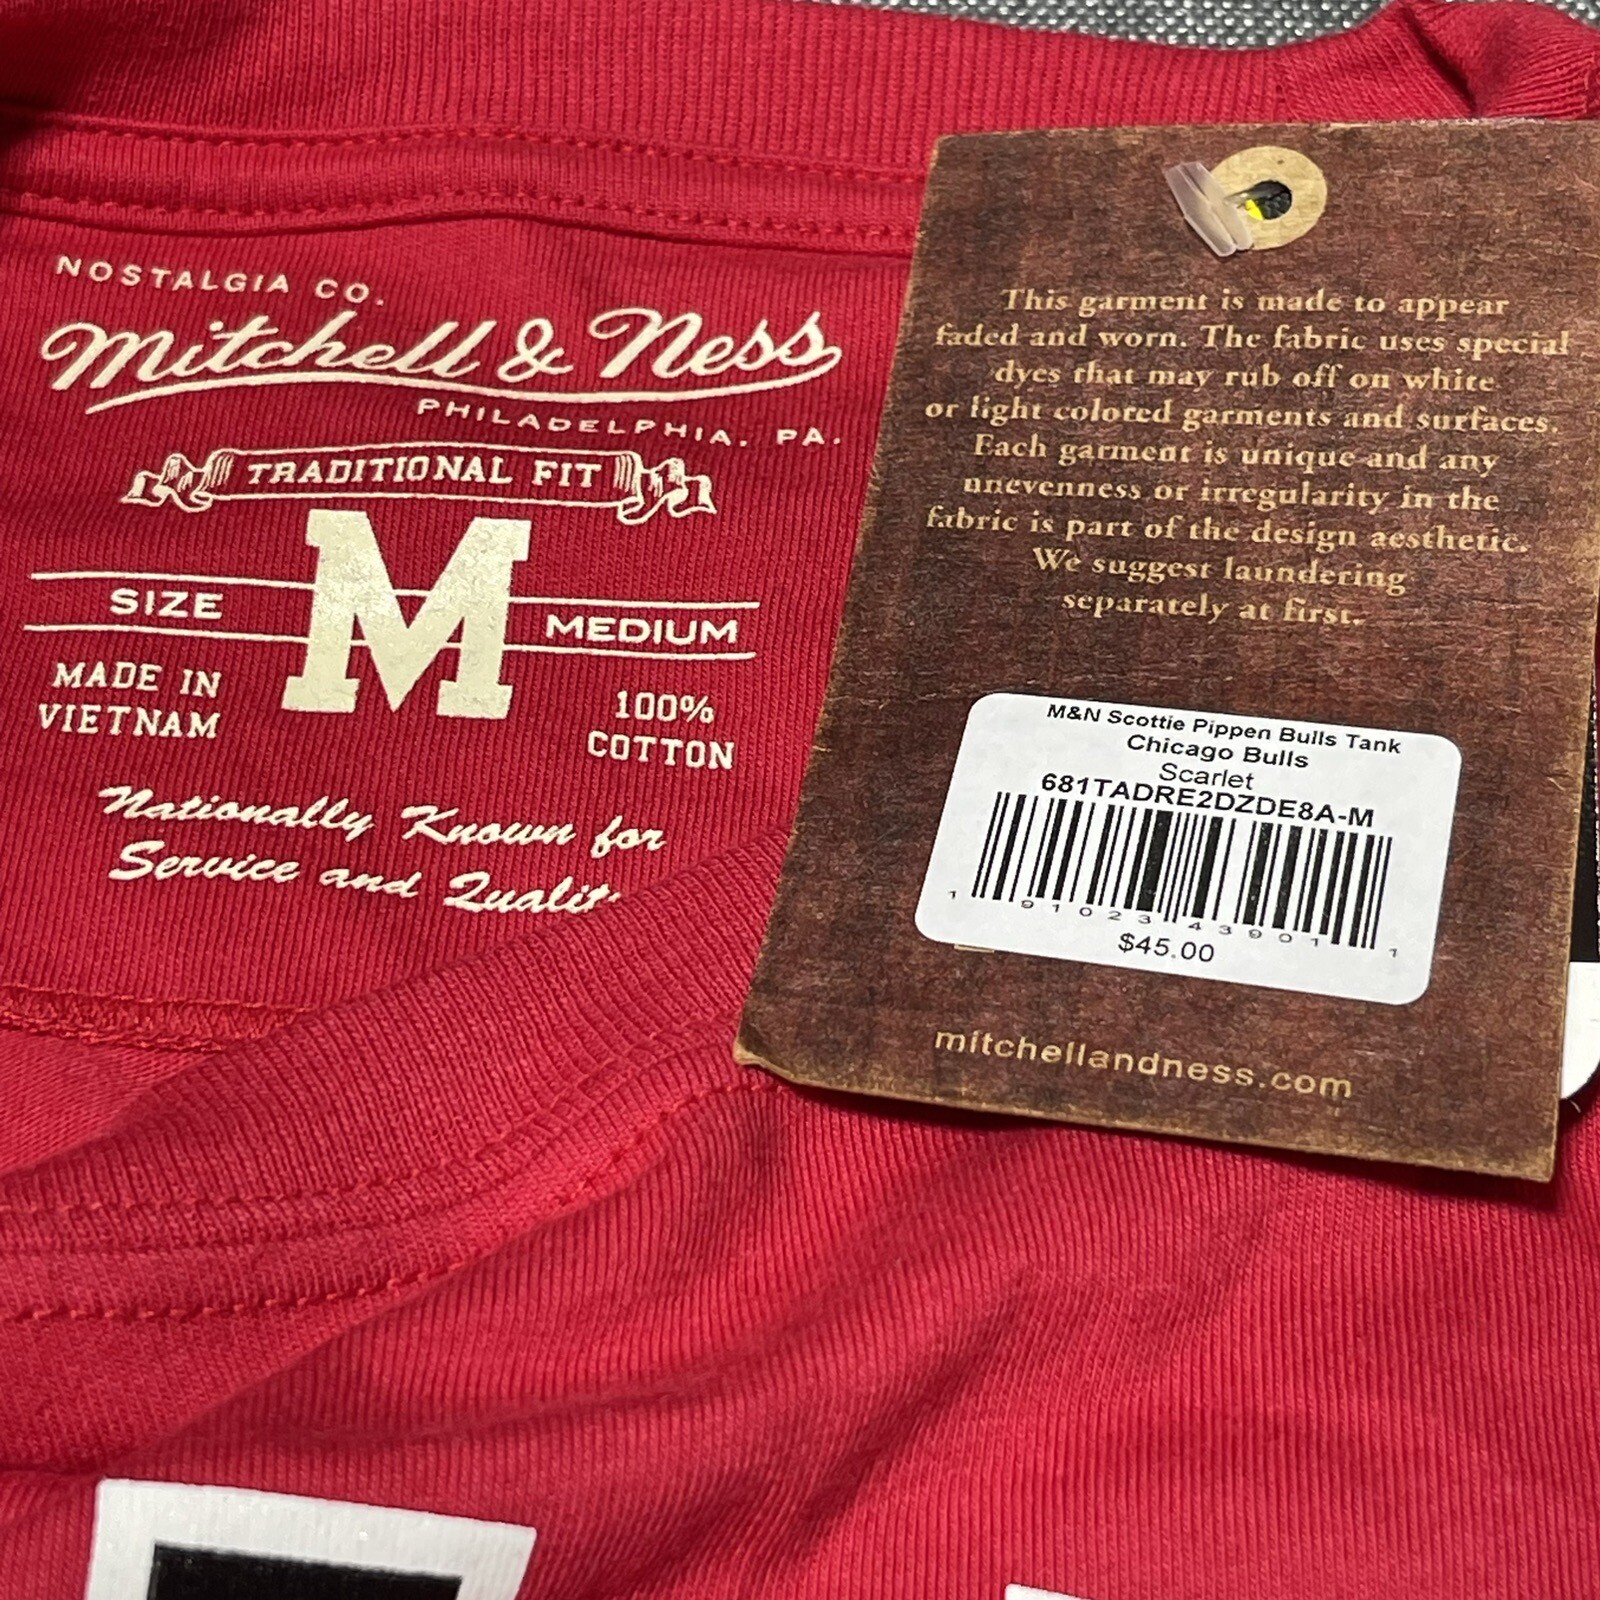 NOSTALGIA CO.
Mitchell & Ness
PHILADELPHIA, PA.
TRADITIONAL FIT
M
SIZE MEDIUM
MADE IN
VIETNAM
100%
COTTON
Nationally Known for
Service and
This garment is made to appear
faded and worn. The fabric uses special
dyes that may rub off on white
or light colored garments and surfaces.
Each garment is unique and any
unevenness or irregularity in the
fabric is part of the design aesthetic.
We suggest laundering
separately at first.
M&N Scottie Pippen Bulls Tank
Chicago Bulls
Scarlet
681TADRE2DZDE8A-M
1 91023 43901 1
$45.00
mitchellandness.com